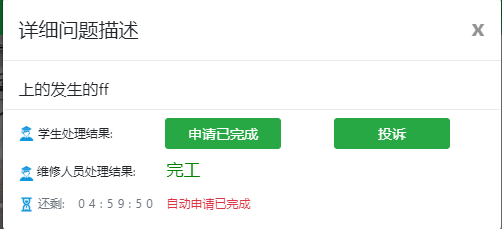 详细问题描述 x
上的发生的ff
学生处理结果: 申请已完成 投诉
维修人员处理结果: 完工
还剩: 04:59:50 自动申请已完成